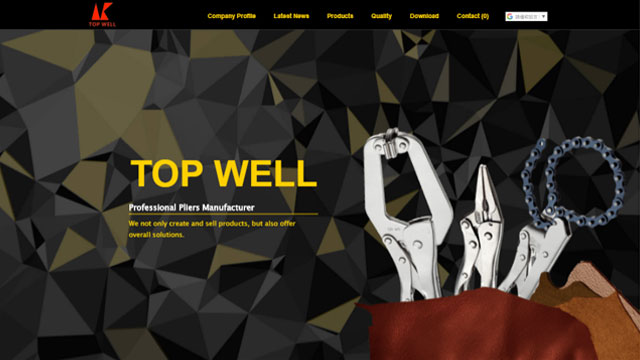 TOP WELL
Company Profile
Latest News
Products
Quality
Download
Contact (0)
TOP WELL
Professional Pliers Manufacturer
We not only create and sell products, but also offer
overall solutions.